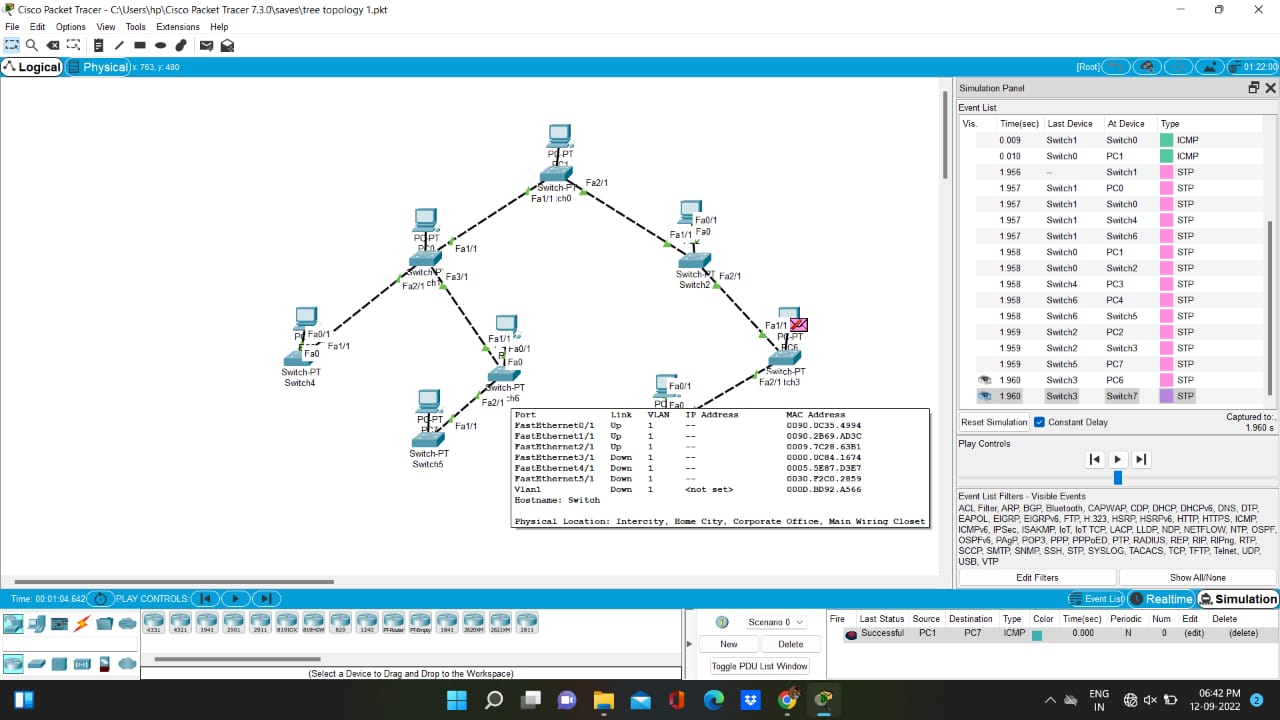 Cisco Packet Tracer - C:\Users\hp\Cisco Packet Tracer 7.3.0\saves\tree topology 1.pkt
File Edit Options View Tools Extensions Help
Logical Physical x: 763, y: 480 [Root] 01:22:00
PC-PT
PC1
Switch-PT
Fa2/1
Fa1/1
PC-PT
Fa1/1
Fa3/1
Fa2/1
Fa0/1
Fa1/1 Fa0
Switch-PT Fa2/1
Switch2
Fa0/1
Fa1/1
Fa0
Switch-PT
Switch4
Fa1/1
Fa0/1
Fa0
Switch-PT
Fa2/1
PC-PT
Fa1/1
Switch-PT
Switch5
Fa1/1
PC-PT
PC6
Switch-PT
Fa2/1
Fa0/1
Fa0
Port Link VLAN IP Address MAC Address
FastEthernet0/1 Up 1 -- 0090.0C35.4994
FastEthernet1/1 Up 1 -- 0090.2B69.AD3C
FastEthernet2/1 Up 1 -- 0009.7C28.63B1
FastEthernet3/1 Down 1 -- 0000.0C84.1674
FastEthernet4/1 Down 1 -- 0005.5E87.D3E7
FastEthernet5/1 Down 1 -- 0030.F2C0.2859
Vlan1 Down 1 <not set> 000D.BD92.A566
Hostname: Switch
Physical Location: Intercity, Home City, Corporate Office, Main Wiring Closet
Simulation Panel
Event List
Vis. Time(sec) Last Device At Device Type
0.009 Switch1 Switch0 ICMP
0.010 Switch0 PC1 ICMP
1.956 -- Switch1 STP
1.957 Switch1 PC0 STP
1.957 Switch1 Switch0 STP
1.957 Switch1 Switch4 STP
1.957 Switch1 Switch6 STP
1.958 Switch0 PC1 STP
1.958 Switch0 Switch2 STP
1.958 Switch4 PC3 STP
1.958 Switch6 PC4 STP
1.958 Switch6 Switch5 STP
1.959 Switch2 PC2 STP
1.959 Switch2 Switch3 STP
1.959 Switch5 PC7 STP
1.960 Switch3 PC6 STP
1.960 Switch3 Switch7 STP
Reset Simulation Constant Delay Captured to:
1.960 s
Play Controls
Event List Filters - Visible Events
ACL Filter, ARP, BGP, Bluetooth, CAPWAP, CDP, DHCP, DHCPv6, DNS, DTP,
EAPOL, EIGRP, EIGRPv6, FTP, H.323, HSRP, HSRPv6, HTTP, HTTPS, ICMP,
ICMPv6, IPSec, ISAKMP, IoT, IoT TCP, LACP, LLDP, NDP, NETFLOW, NTP, OSPF,
OSPFv6, PAgP, POP3, PPP, PPPoED, PTP, RADIUS, REP, RIP, RIPng, RTP,
SCCP, SMTP, SNMP, SSH, STP, SYSLOG, TACACS, TCP, TFTP, Telnet, UDP,
USB, VTP
Edit Filters Show All/None
Time: 00:01:04.642 PLAY CONTROLS: Event List Realtime Simulation
4331 4321 1941 2901 2911 819IOX 819HGW 829 1240 PT-Router PT-Empty 1841 2620XM 2621XM 2811
(Select a Device to Drag and Drop to the Workspace)
Scenario 0
New Delete
Toggle PDU List Window
Fire Last Status Source Destination Type Color Time(sec) Periodic Num Edit Delete
Successful PC1 PC7 ICMP 0.000 N 0 (edit) (delete)
ENG
IN
06:42 PM
12-09-2022
2